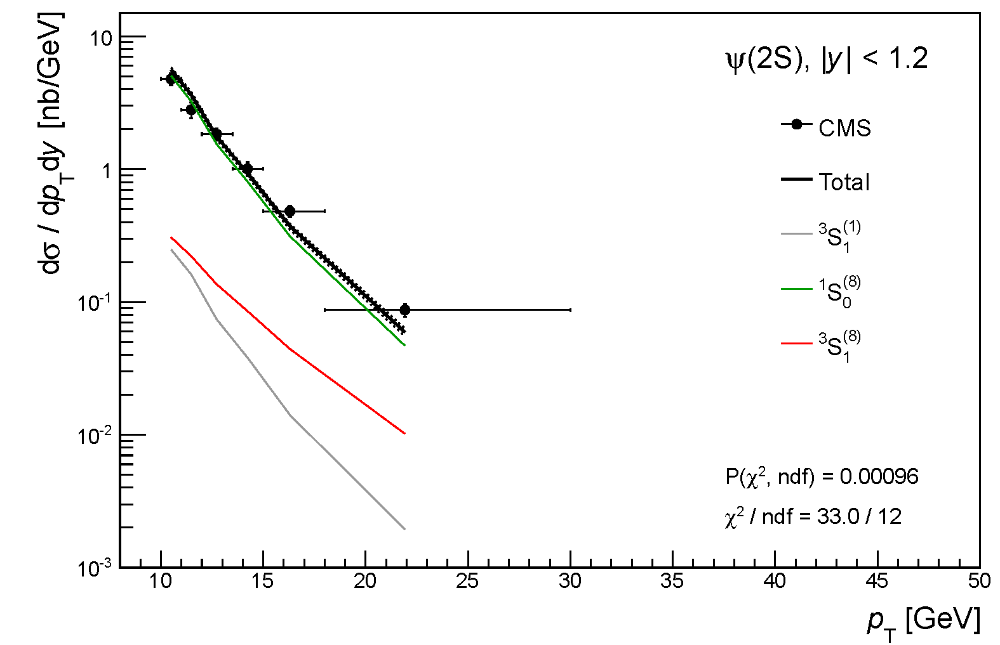 dσ / dp_T dy [nb/GeV]
ψ(2S), |y| < 1.2
CMS
Total
³S₁⁽¹⁾
¹S₀⁽⁸⁾
³S₁⁽⁸⁾
P(χ², ndf) = 0.00096
χ² / ndf = 33.0 / 12
10
1
10⁻¹
10⁻²
10⁻³
10 15 20 25 30 35 40 45 50
p_T [GeV]